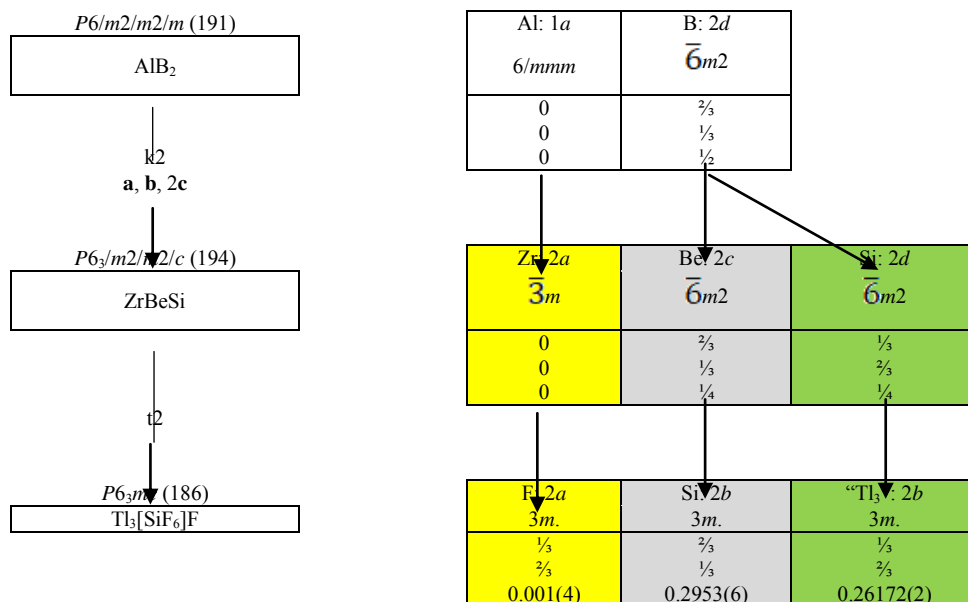 P6/m2/m2/m (191)
AlB₂
k2
a, b, 2c
P6₃/m2/m2/c (194)
ZrBeSi
t2
P6₃mc (186)
Tl₃[SiF₆]F
Al: 1a B: 2d
6/mmm 6̅m2
0 ⅔
0 ⅓
0 ½
Zr: 2a Be: 2c Si: 2d
3̅m 6̅m2 6̅m2
0 ⅔ ⅓
0 ⅓ ⅔
0 ¼ ¼
F: 2a Si: 2b “Tl₃”: 2b
3m. 3m. 3m.
⅓ ⅔ ⅓
⅔ ⅓ ⅔
0.001(4) 0.2953(6) 0.26172(2)